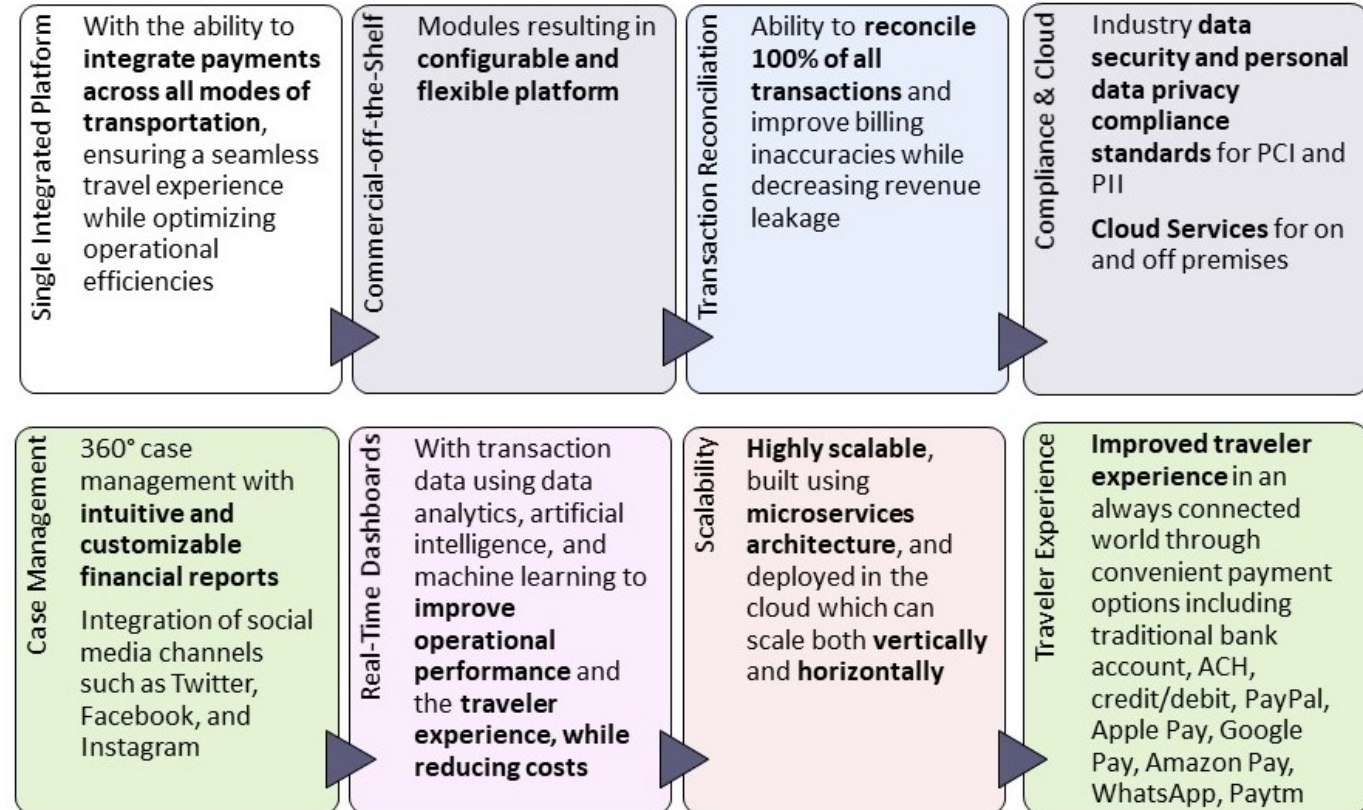 Single Integrated Platform
With the ability to
integrate payments
across all modes of
transportation,
ensuring a seamless
travel experience
while optimizing
operational
efficiencies
Commercial-off-the-Shelf
Modules resulting in
configurable and
flexible platform
Transaction Reconciliation
Ability to reconcile
100% of all
transactions and
improve billing
inaccuracies while
decreasing revenue
leakage
Compliance & Cloud
Industry data
security and personal
data privacy
compliance
standards for PCI and
PII
Cloud Services for on
and off premises
Case Management
360° case
management with
intuitive and
customizable
financial reports
Integration of social
media channels
such as Twitter,
Facebook, and
Instagram
Real-Time Dashboards
With transaction
data using data
analytics, artificial
intelligence, and
machine learning to
improve
operational
performance and
the traveler
experience, while
reducing costs
Scalability
Highly scalable,
built using
microservices
architecture, and
deployed in the
cloud which can
scale both vertically
and horizontally
Traveler Experience
Improved traveler
experience in an
always connected
world through
convenient payment
options including
traditional bank
account, ACH,
credit/debit, PayPal,
Apple Pay, Google
Pay, Amazon Pay,
WhatsApp, Paytm